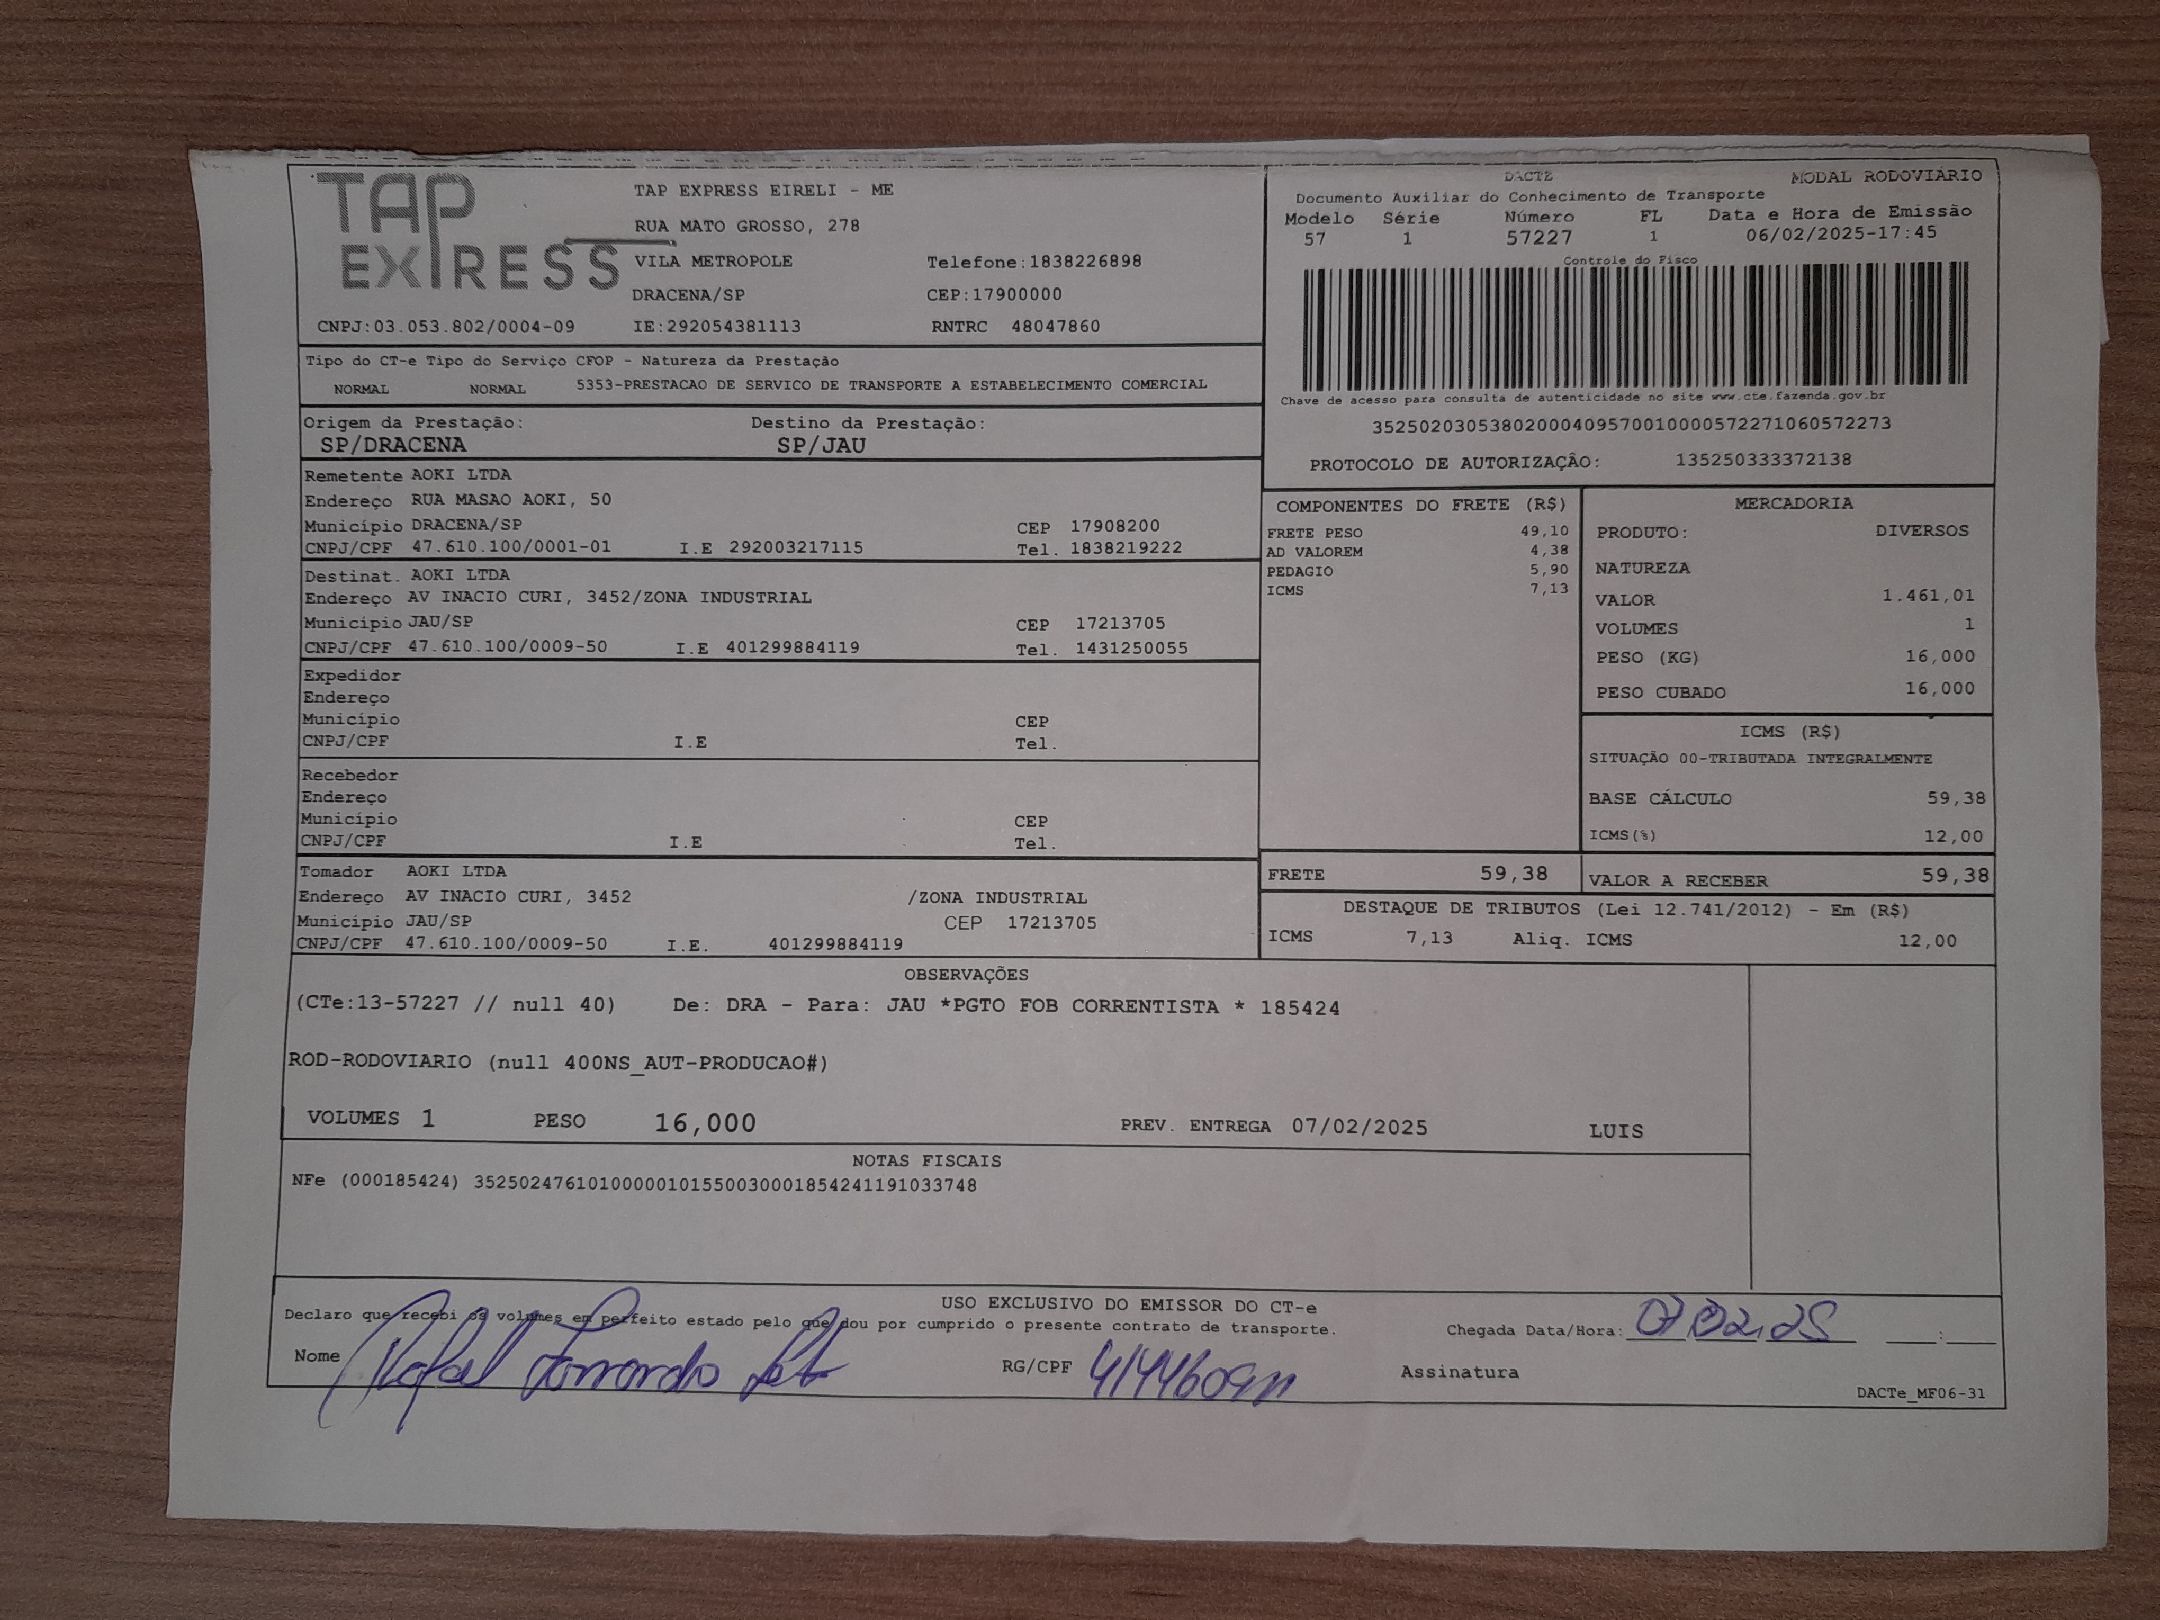 TAP EXPRESS
TAP EXPRESS EIRELI - ME
RUA MATO GROSSO, 278
VILA METROPOLE Telefone:1838226898
DRACENA/SP CEP:17900000
CNPJ:03.053.802/0004-09 IE:292054381113 RNTRC 48047860
DACTE MODAL RODOVIÁRIO
Documento Auxiliar do Conhecimento de Transporte
Modelo Série Número FL Data e Hora de Emissão
57 1 57227 1 06/02/2025-17:45
Controle do Fisco
Chave de acesso para consulta de autenticidade no site www.cte.fazenda.gov.br
35250203053802000409570010000572271060572273
PROTOCOLO DE AUTORIZAÇÃO: 135250333372138
Tipo do CT-e Tipo do Serviço CFOP - Natureza da Prestação
NORMAL NORMAL 5353-PRESTACAO DE SERVICO DE TRANSPORTE A ESTABELECIMENTO COMERCIAL
Origem da Prestação: Destino da Prestação:
SP/DRACENA SP/JAU
Remetente AOKI LTDA
Endereço RUA MASAO AOKI, 50
Município DRACENA/SP CEP 17908200
CNPJ/CPF 47.610.100/0001-01 I.E 292003217115 Tel. 1838219222
Destinat. AOKI LTDA
Endereço AV INACIO CURI, 3452/ZONA INDUSTRIAL
Município JAU/SP CEP 17213705
CNPJ/CPF 47.610.100/0009-50 I.E 401299884119 Tel. 1431250055
Expedidor
Endereço
Município CEP
CNPJ/CPF I.E Tel.
Recebedor
Endereço
Município CEP
CNPJ/CPF I.E Tel.
Tomador AOKI LTDA
Endereço AV INACIO CURI, 3452 /ZONA INDUSTRIAL
Município JAU/SP CEP 17213705
CNPJ/CPF 47.610.100/0009-50 I.E. 401299884119
COMPONENTES DO FRETE (R$)
FRETE PESO 49,10
AD VALOREM 4,38
PEDAGIO 5,90
ICMS 7,13
MERCADORIA
PRODUTO: DIVERSOS
NATUREZA
VALOR 1.461,01
VOLUMES 1
PESO (KG) 16,000
PESO CUBADO 16,000
ICMS (R$)
SITUAÇÃO 00-TRIBUTADA INTEGRALMENTE
BASE CÁLCULO 59,38
ICMS(%) 12,00
FRETE 59,38 VALOR A RECEBER 59,38
DESTAQUE DE TRIBUTOS (Lei 12.741/2012) - Em (R$)
ICMS 7,13 Aliq. ICMS 12,00
OBSERVAÇÕES
(CTe:13-57227 // null 40) De: DRA - Para: JAU *PGTO FOB CORRENTISTA * 185424
ROD-RODOVIARIO (null 400NS_AUT-PRODUCAO#)
VOLUMES 1 PESO 16,000 PREV. ENTREGA 07/02/2025 LUIS
NOTAS FISCAIS
NFe (000185424) 35250247610100000101550030001854241191033748
USO EXCLUSIVO DO EMISSOR DO CT-e
Declaro que recebi os volumes em perfeito estado pelo que dou por cumprido o presente contrato de transporte.
Chegada Data/Hora: 07 02 25 :
Nome Rafael RG/CPF Assinatura
DACTe_MF06-31